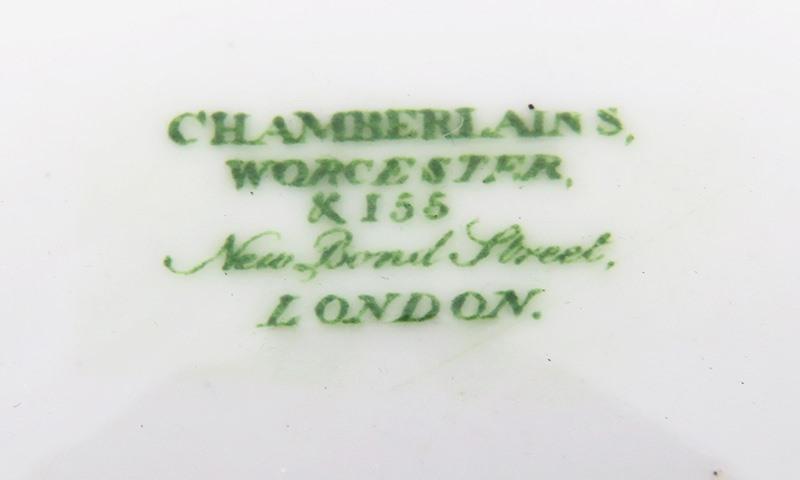 CHAMBERLAINS,
WORCESTER,
& 155
New Bond Street,
LONDON.